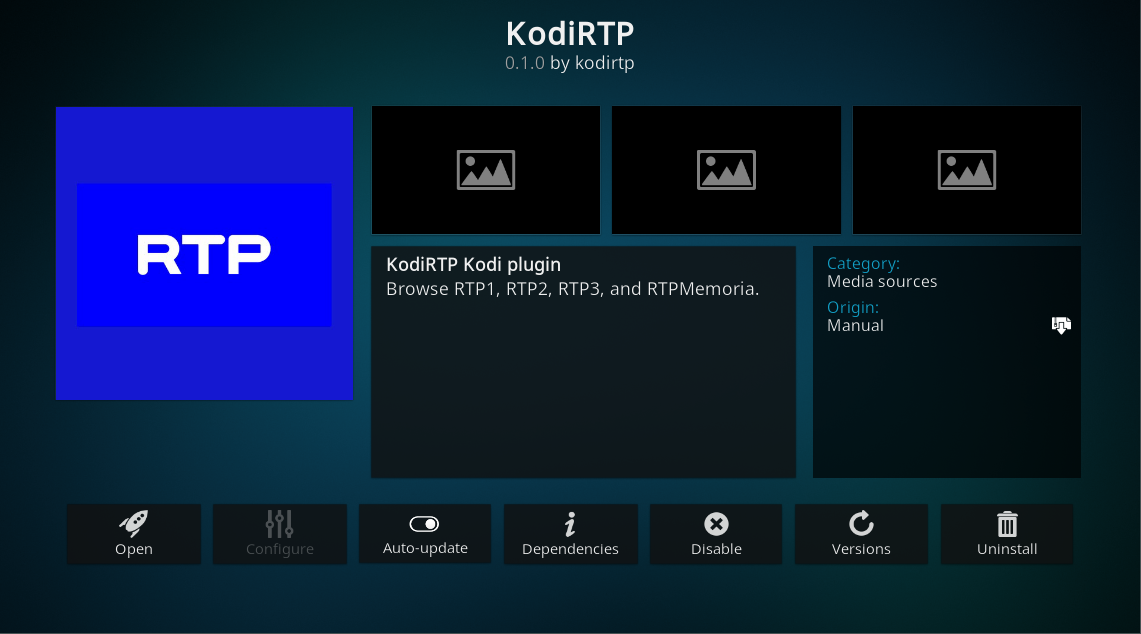 KodiRTP
0.1.0 by kodirtp
RTP
KodiRTP Kodi plugin
Browse RTP1, RTP2, RTP3, and RTPMemoria.
Category:
Media sources
Origin:
Manual
Open
Configure
Auto-update
Dependencies
Disable
Versions
Uninstall